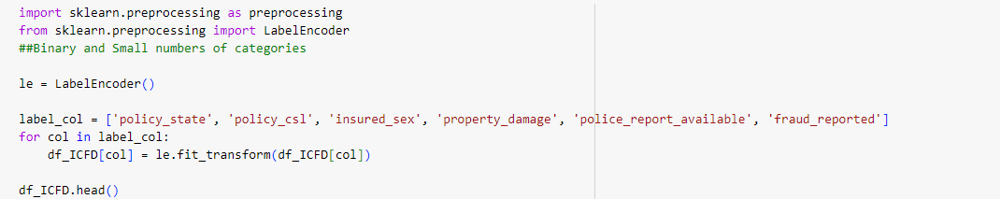 import sklearn.preprocessing as preprocessing
from sklearn.preprocessing import LabelEncoder
##Binary and Small numbers of categories
le = LabelEncoder()
label_col = ['policy_state', 'policy_csl', 'insured_sex', 'property_damage', 'police_report_available', 'fraud_reported']
for col in label_col:
    df_ICFD[col] = le.fit_transform(df_ICFD[col])
df_ICFD.head()